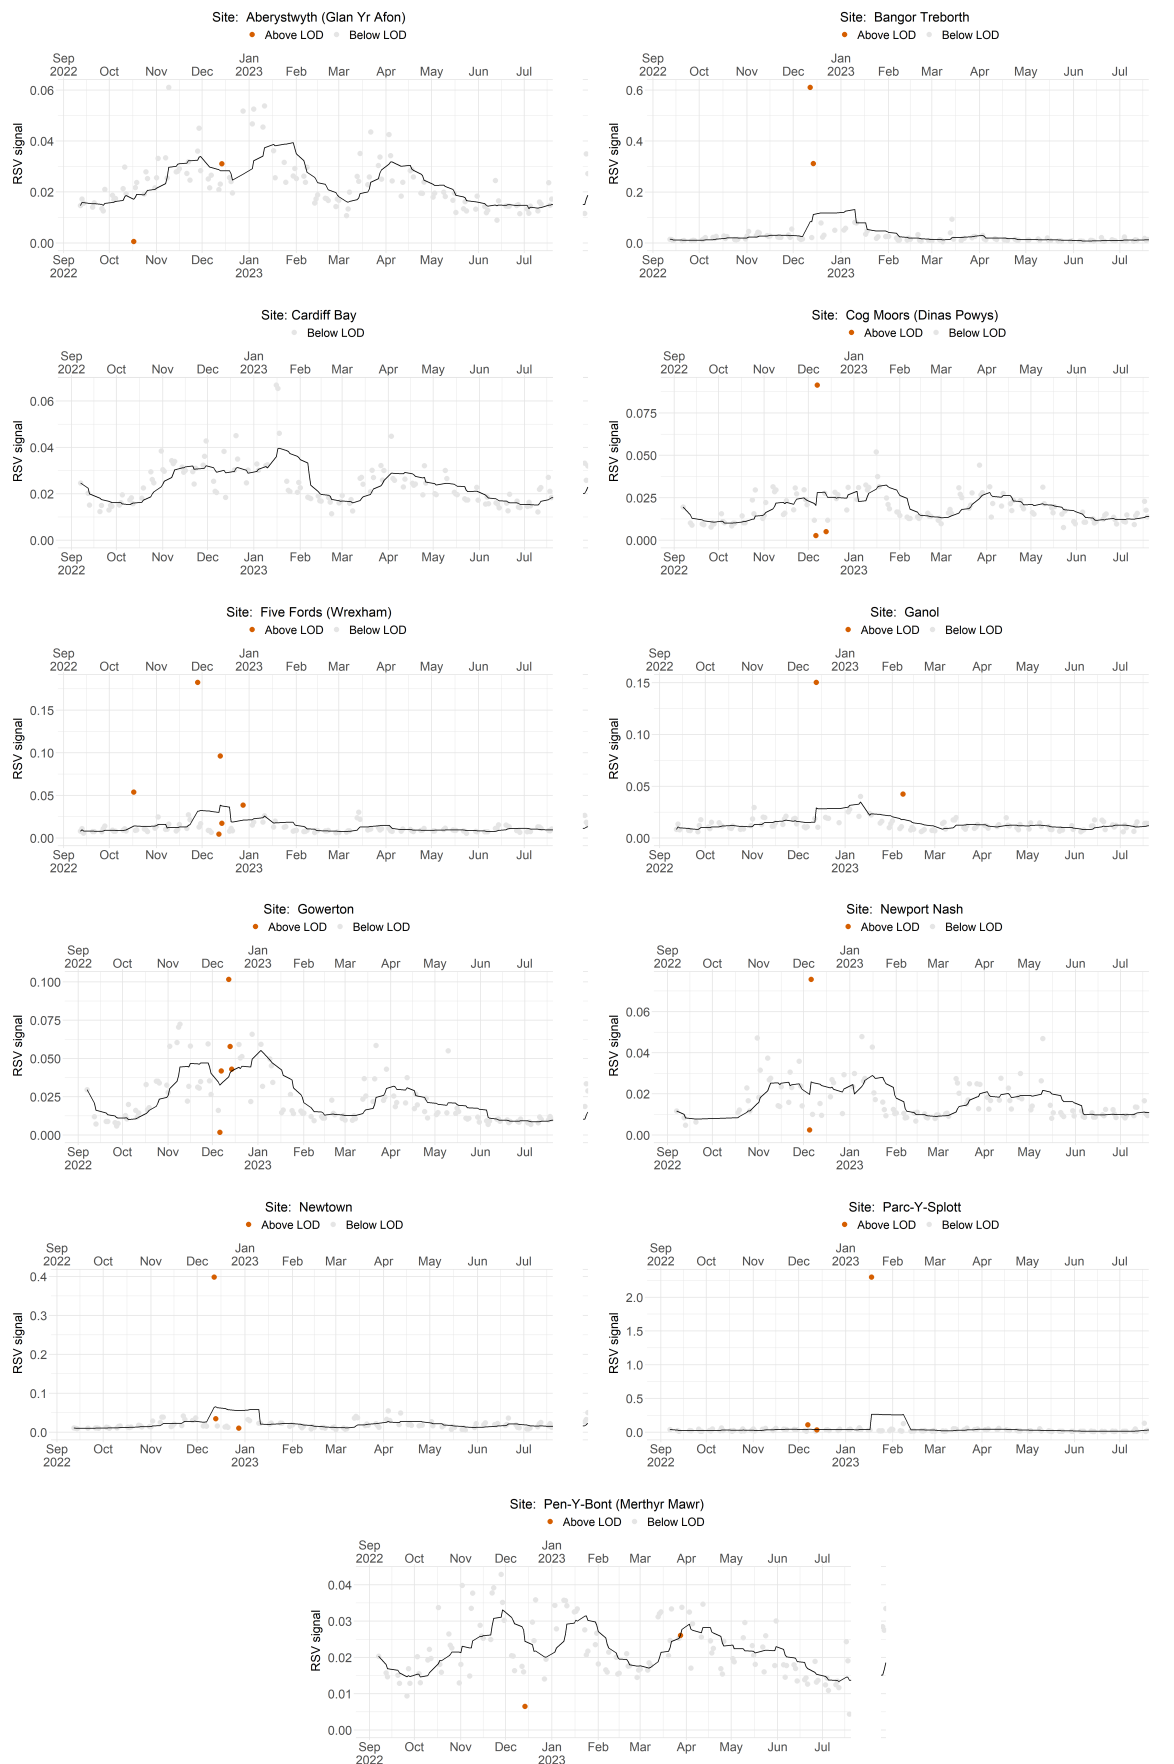 Site: Aberystwyth (Glan Yr Afon)
Above LOD Below LOD
Sep 2022 Oct Nov Dec Jan 2023 Feb Mar Apr May Jun Jul
RSV signal
0.06
0.04
0.02
0.00
Sep 2022 Oct Nov Dec Jan 2023 Feb Mar Apr May Jun Jul
Site: Bangor Treborth
Above LOD Below LOD
Sep 2022 Oct Nov Dec Jan 2023 Feb Mar Apr May Jun Jul
RSV signal
0.6
0.4
0.2
0.0
Sep 2022 Oct Nov Dec Jan 2023 Feb Mar Apr May Jun Jul
Site: Cardiff Bay
Below LOD
Sep 2022 Oct Nov Dec Jan 2023 Feb Mar Apr May Jun Jul
RSV signal
0.06
0.04
0.02
0.00
Sep 2022 Oct Nov Dec Jan 2023 Feb Mar Apr May Jun Jul
Site: Cog Moors (Dinas Powys)
Above LOD Below LOD
Sep 2022 Oct Nov Dec Jan 2023 Feb Mar Apr May Jun Jul
RSV signal
0.075
0.050
0.025
0.000
Sep 2022 Oct Nov Dec Jan 2023 Feb Mar Apr May Jun Jul
Site: Five Fords (Wrexham)
Above LOD Below LOD
Sep 2022 Oct Nov Dec Jan 2023 Feb Mar Apr May Jun Jul
RSV signal
0.15
0.10
0.05
0.00
Sep 2022 Oct Nov Dec Jan 2023 Feb Mar Apr May Jun Jul
Site: Ganol
Above LOD Below LOD
Sep 2022 Oct Nov Dec Jan 2023 Feb Mar Apr May Jun Jul
RSV signal
0.15
0.10
0.05
0.00
Sep 2022 Oct Nov Dec Jan 2023 Feb Mar Apr May Jun Jul
Site: Gowerton
Above LOD Below LOD
Sep 2022 Oct Nov Dec Jan 2023 Feb Mar Apr May Jun Jul
RSV signal
0.100
0.075
0.050
0.025
0.000
Sep 2022 Oct Nov Dec Jan 2023 Feb Mar Apr May Jun Jul
Site: Newport Nash
Above LOD Below LOD
Sep 2022 Oct Nov Dec Jan 2023 Feb Mar Apr May Jun Jul
RSV signal
0.06
0.04
0.02
0.00
Sep 2022 Oct Nov Dec Jan 2023 Feb Mar Apr May Jun Jul
Site: Newtown
Above LOD Below LOD
Sep 2022 Oct Nov Dec Jan 2023 Feb Mar Apr May Jun Jul
RSV signal
0.4
0.3
0.2
0.1
0.0
Sep 2022 Oct Nov Dec Jan 2023 Feb Mar Apr May Jun Jul
Site: Parc-Y-Splott
Above LOD Below LOD
Sep 2022 Oct Nov Dec Jan 2023 Feb Mar Apr May Jun Jul
RSV signal
2.0
1.5
1.0
0.5
0.0
Sep 2022 Oct Nov Dec Jan 2023 Feb Mar Apr May Jun Jul
Site: Pen-Y-Bont (Merthyr Mawr)
Above LOD Below LOD
Sep 2022 Oct Nov Dec Jan 2023 Feb Mar Apr May Jun Jul
RSV signal
0.04
0.03
0.02
0.01
0.00
Sep 2022 Oct Nov Dec Jan 2023 Feb Mar Apr May Jun Jul